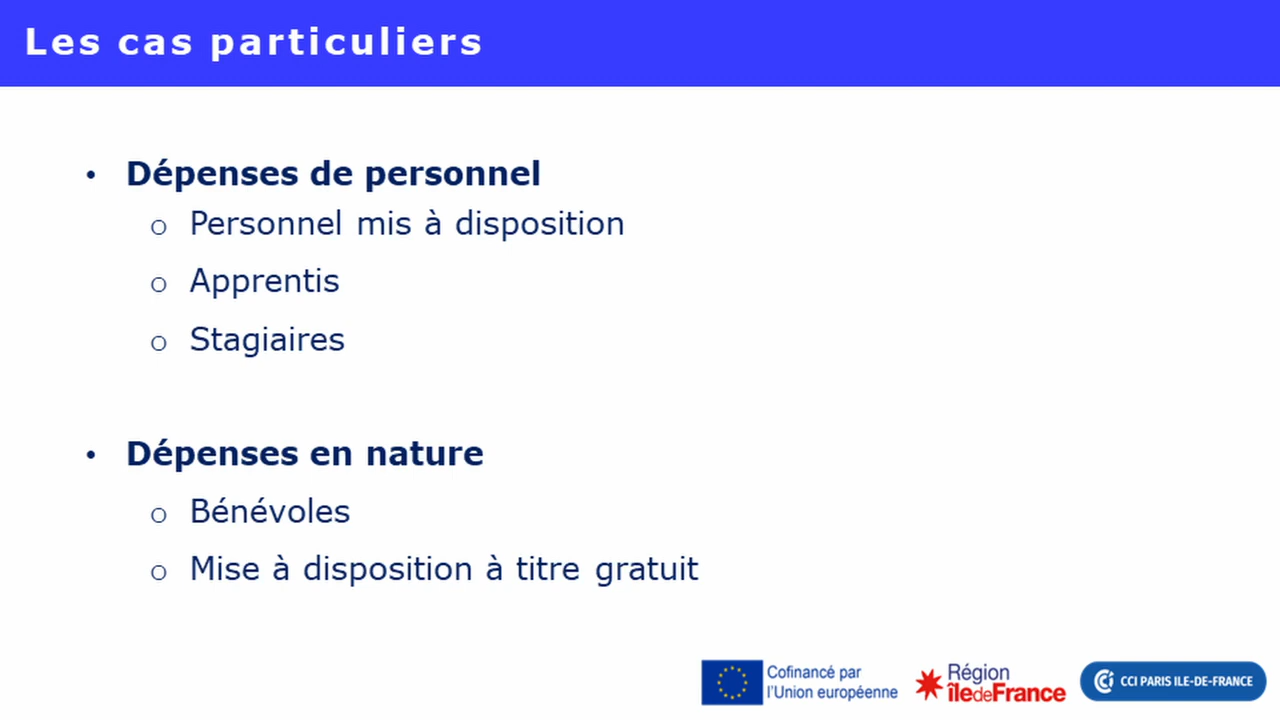 Les cas particuliers
• Dépenses de personnel
o Personnel mis à disposition
o Apprentis
o Stagiaires
• Dépenses en nature
o Bénévoles
o Mise à disposition à titre gratuit
Cofinancé par
l'Union européenne
Région
îledeFrance
CCI PARIS ILE-DE-FRANCE